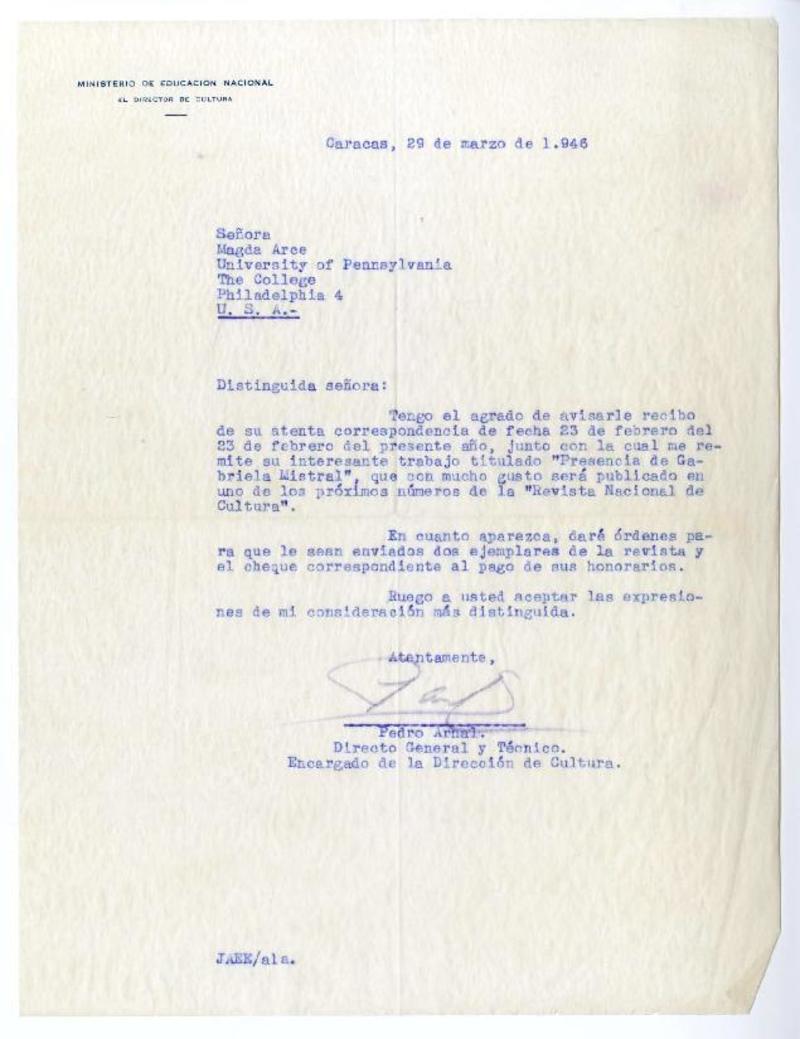 MINISTERIO DE EDUCACION NACIONAL
EL DIRECTOR DE CULTURA
Caracas, 29 de marzo de 1.946
Señora
Magda Arce
University of Pennsylvania
The College
Philadelphia 4
U. S. A.-
Distinguida señora:
Tengo el agrado de avisarle recibo
de su atenta correspondencia de fecha 23 de febrero del
23 de febrero del presente año, junto con la cual me re-
mite su interesante trabajo titulado "Presencia de Ga-
briela Mistral", que con mucho gusto será publicado en
uno de los próximos números de la "Revista Nacional de
Cultura".
En cuanto aparezca, daré órdenes pa-
ra que le sean enviados dos ejemplares de la revista y
el cheque correspondiente al pago de sus honorarios.
Ruego a usted aceptar las expresio-
nes de mi consideración más distinguida.
Atentamente,
Pedro Arnal.
Directo General y Técnico.
Encargado de la Dirección de Cultura.
JAEE/ala.